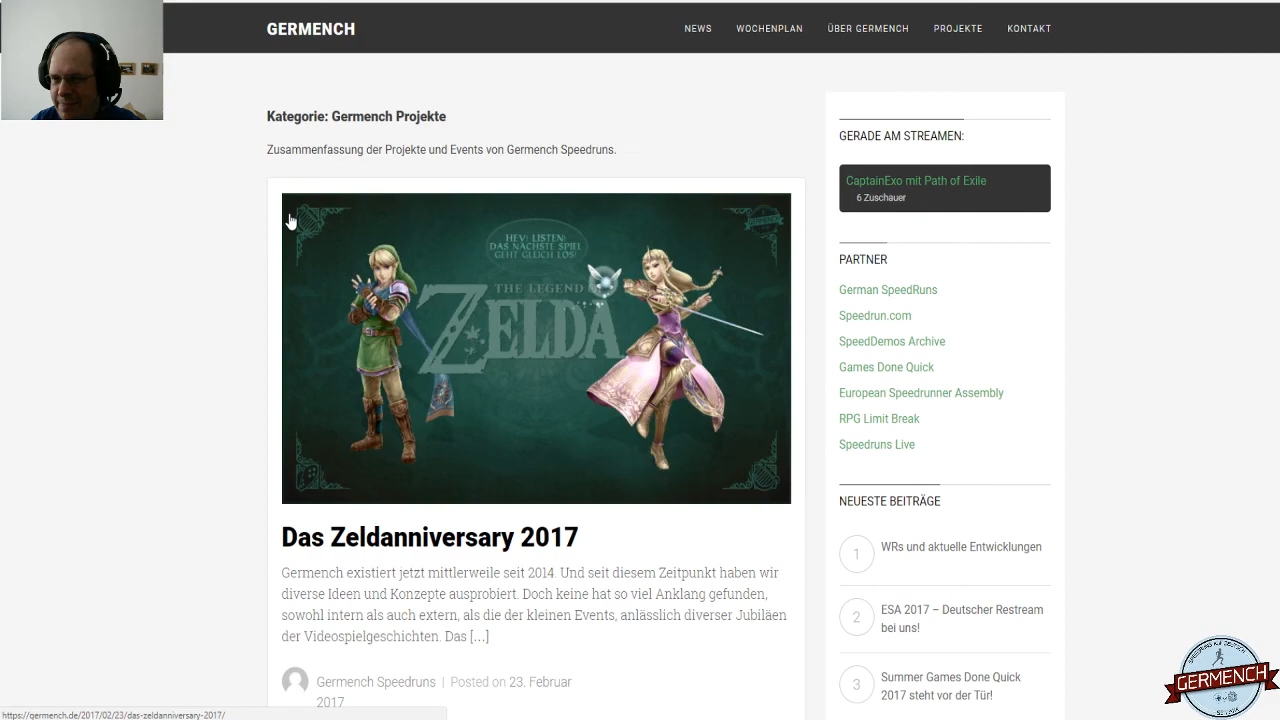 GERMENCH
NEWS
WOCHENPLAN
ÜBER GERMENCH
PROJEKTE
KONTAKT
Kategorie: Germench Projekte
Zusammenfassung der Projekte und Events von Germench Speedruns.
HEY! LISTEN!
DAS NÄCHSTE SPIEL
GEHT GLEICH LOS!
THE LEGEND
ZELDA
Das Zeldanniversary 2017
Germench existiert jetzt mittlerweile seit 2014. Und seit diesem Zeitpunkt haben wir
diverse Ideen und Konzepte ausprobiert. Doch keine hat so viel Anklang gefunden,
sowohl intern als auch extern, als die der kleinen Events, anlässlich diverser Jubiläen
der Videospielgeschichten. Das […]
Germench Speedruns | Posted on 23. Februar
2017
GERADE AM STREAMEN:
CaptainExo mit Path of Exile
6 Zuschauer
PARTNER
German SpeedRuns
Speedrun.com
SpeedDemos Archive
Games Done Quick
European Speedrunner Assembly
RPG Limit Break
Speedruns Live
NEUESTE BEITRÄGE
1 WRs und aktuelle Entwicklungen
2 ESA 2017 – Deutscher Restream
bei uns!
3 Summer Games Done Quick
2017 steht vor der Tür!
GERMENCH
https://germench.de/2017/02/23/das-zeldanniversary-2017/